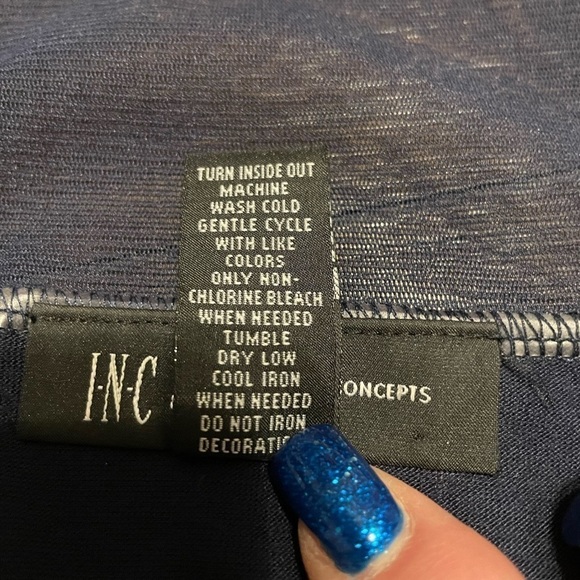 TURN INSIDE OUT
MACHINE
WASH COLD
GENTLE CYCLE
WITH LIKE
COLORS
ONLY NON-
CHLORINE BLEACH
WHEN NEEDED
TUMBLE
DRY LOW
COOL IRON
WHEN NEEDED
DO NOT IRON
I·N·C
ONCEPTS